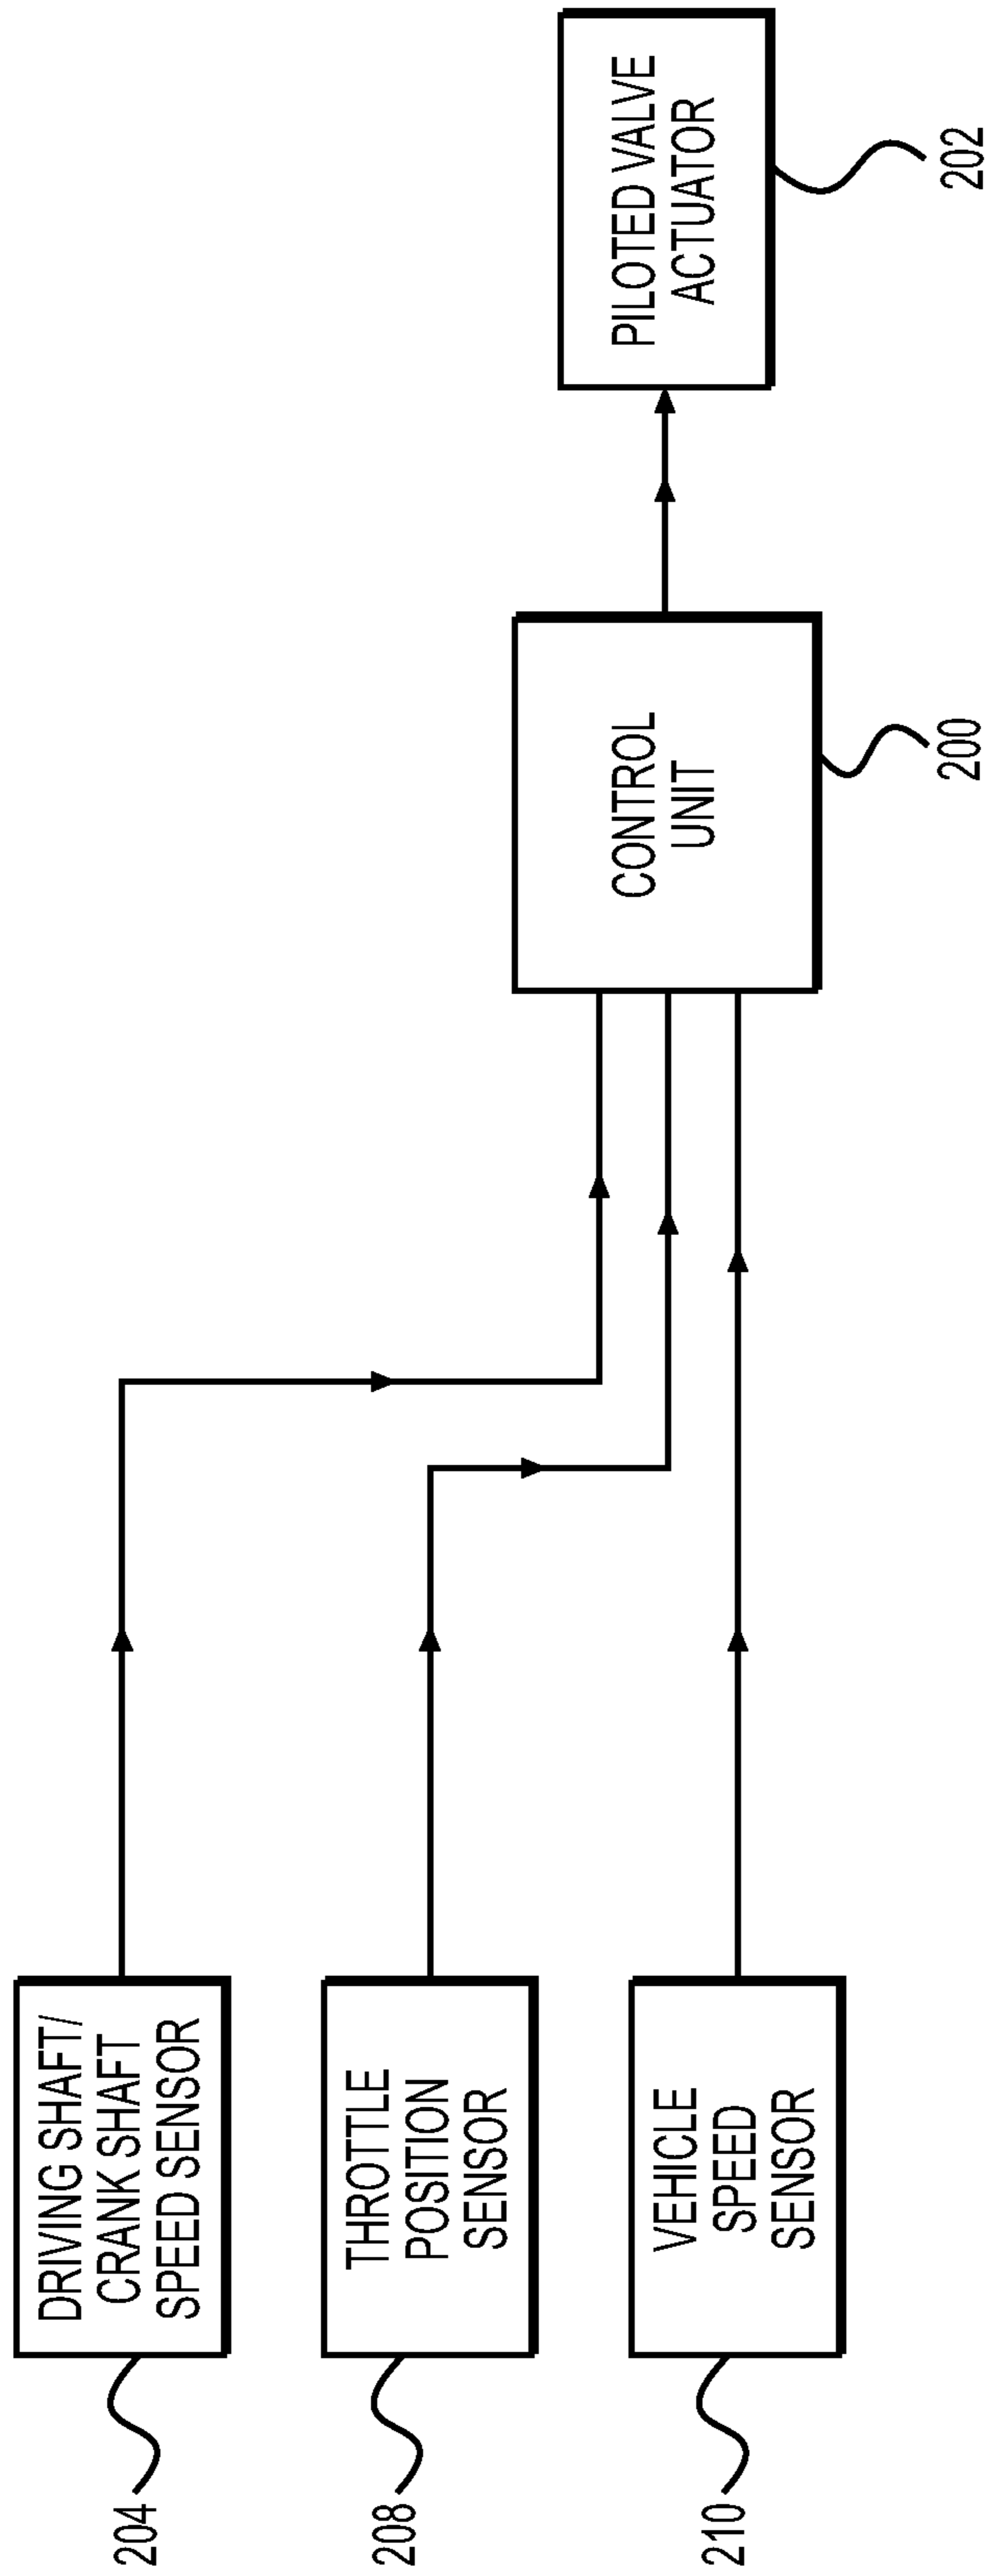 DRIVING SHAFT/
CRANK SHAFT
SPEED SENSOR
204
THROTTLE
POSITION
SENSOR
208
VEHICLE
SPEED
SENSOR
210
CONTROL
UNIT
200
PILOTED VALVE
ACTUATOR
202